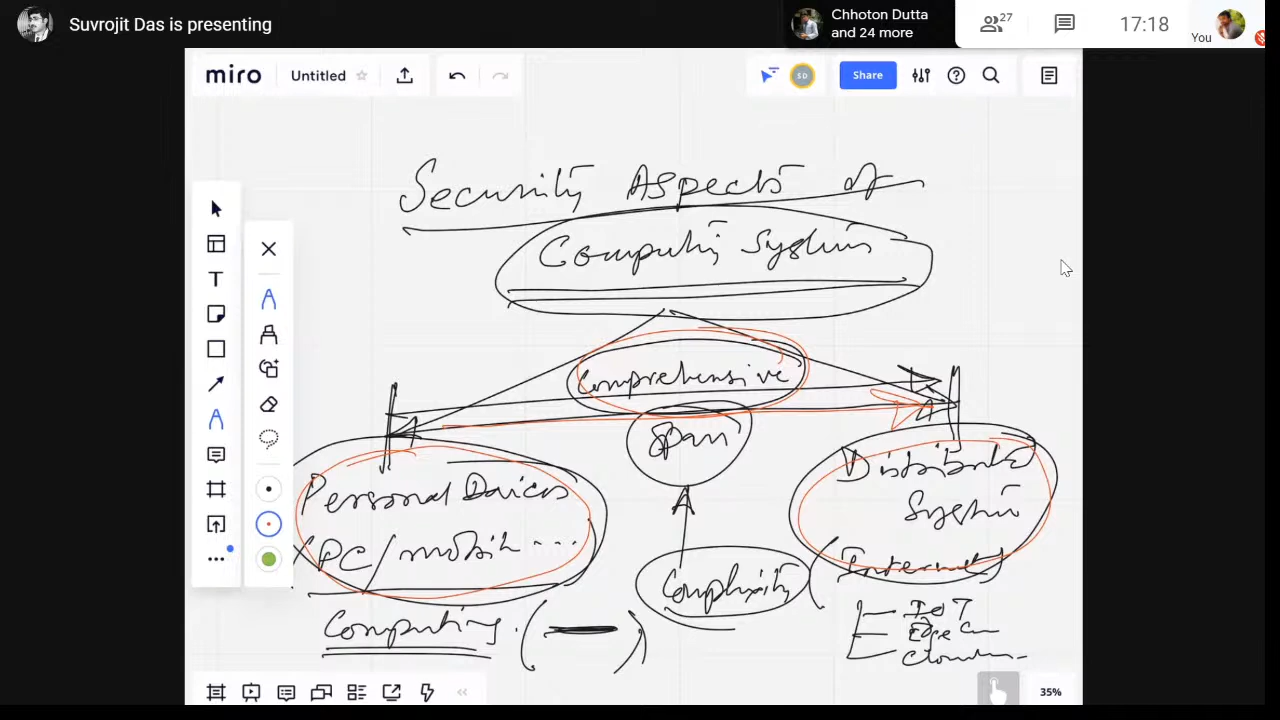 Suvrojit Das is presenting
Chhoton Dutta
and 24 more
27
17:18
You
miro
Untitled
SD
Share
Security Aspects of
Computing Systems
Comprehensive
Span
Personal Devices
PC/mobile ...
Computing
Complexity
Distributed
System
Internet
IoT
Edge
Cloud
35%